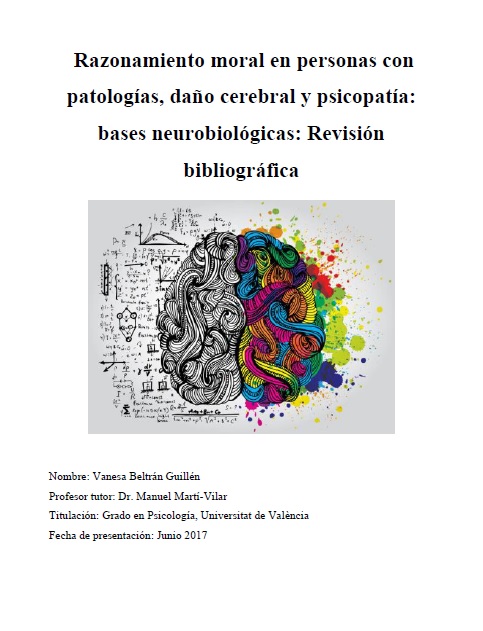 Razonamiento moral en personas con
patologías, daño cerebral y psicopatía:
bases neurobiológicas: Revisión
bibliográfica
Nombre: Vanesa Beltrán Guillén
Profesor tutor: Dr. Manuel Martí-Vilar
Titulación: Grado en Psicología, Universitat de València
Fecha de presentación: Junio 2017